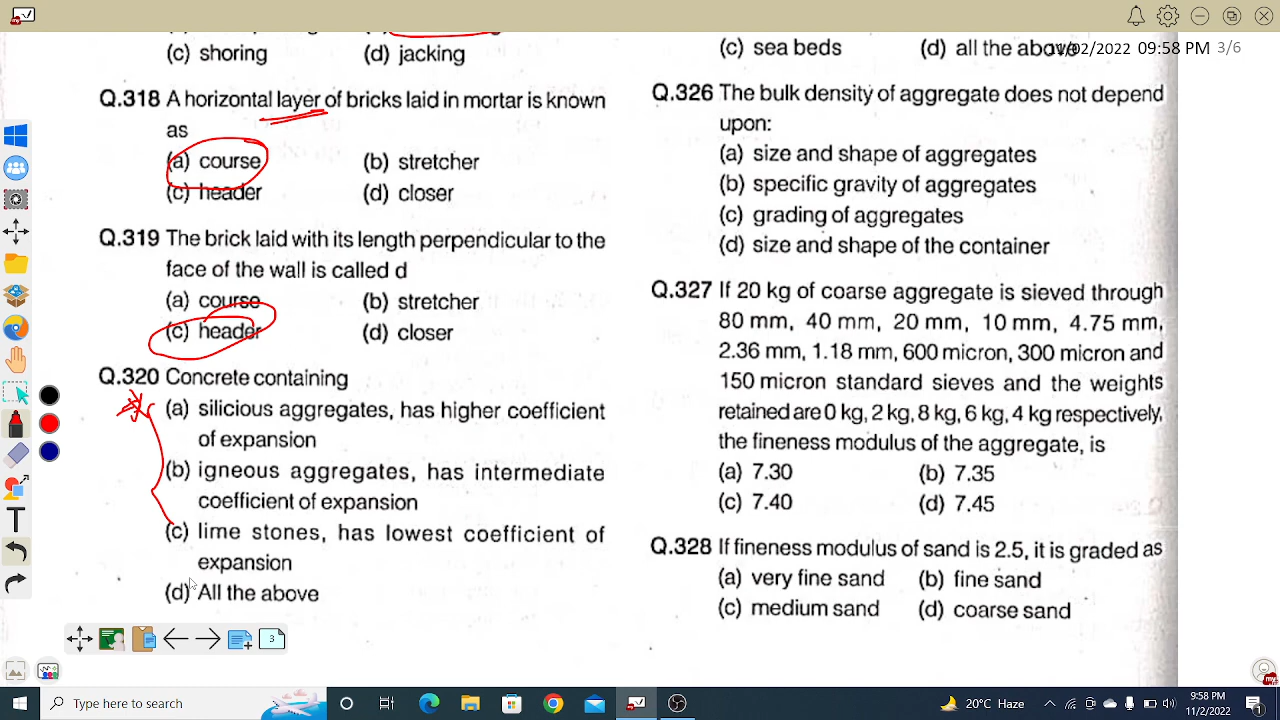 (c) shoring (d) jacking
Q.318 A horizontal layer of bricks laid in mortar is known
as
(a) course (b) stretcher
(c) header (d) closer
Q.319 The brick laid with its length perpendicular to the
face of the wall is called d
(a) course (b) stretcher
(c) header (d) closer
Q.320 Concrete containing
(a) silicious aggregates, has higher coefficient
of expansion
(b) igneous aggregates, has intermediate
coefficient of expansion
(c) lime stones, has lowest coefficient of
expansion
(d) All the above
11/02/2022 09:58 PM 3/6
(c) sea beds (d) all the above
Q.326 The bulk density of aggregate does not depend
upon:
(a) size and shape of aggregates
(b) specific gravity of aggregates
(c) grading of aggregates
(d) size and shape of the container
Q.327 If 20 kg of coarse aggregate is sieved through
80 mm, 40 mm, 20 mm, 10 mm, 4.75 mm,
2.36 mm, 1.18 mm, 600 micron, 300 micron and
150 micron standard sieves and the weights
retained are 0 kg, 2 kg, 8 kg, 6 kg, 4 kg respectively,
the fineness modulus of the aggregate, is
(a) 7.30 (b) 7.35
(c) 7.40 (d) 7.45
Q.328 If fineness modulus of sand is 2.5, it is graded as
(a) very fine sand (b) fine sand
(c) medium sand (d) coarse sand
3
Type here to search
20°C Haze
9:58 PM
11/2/2022